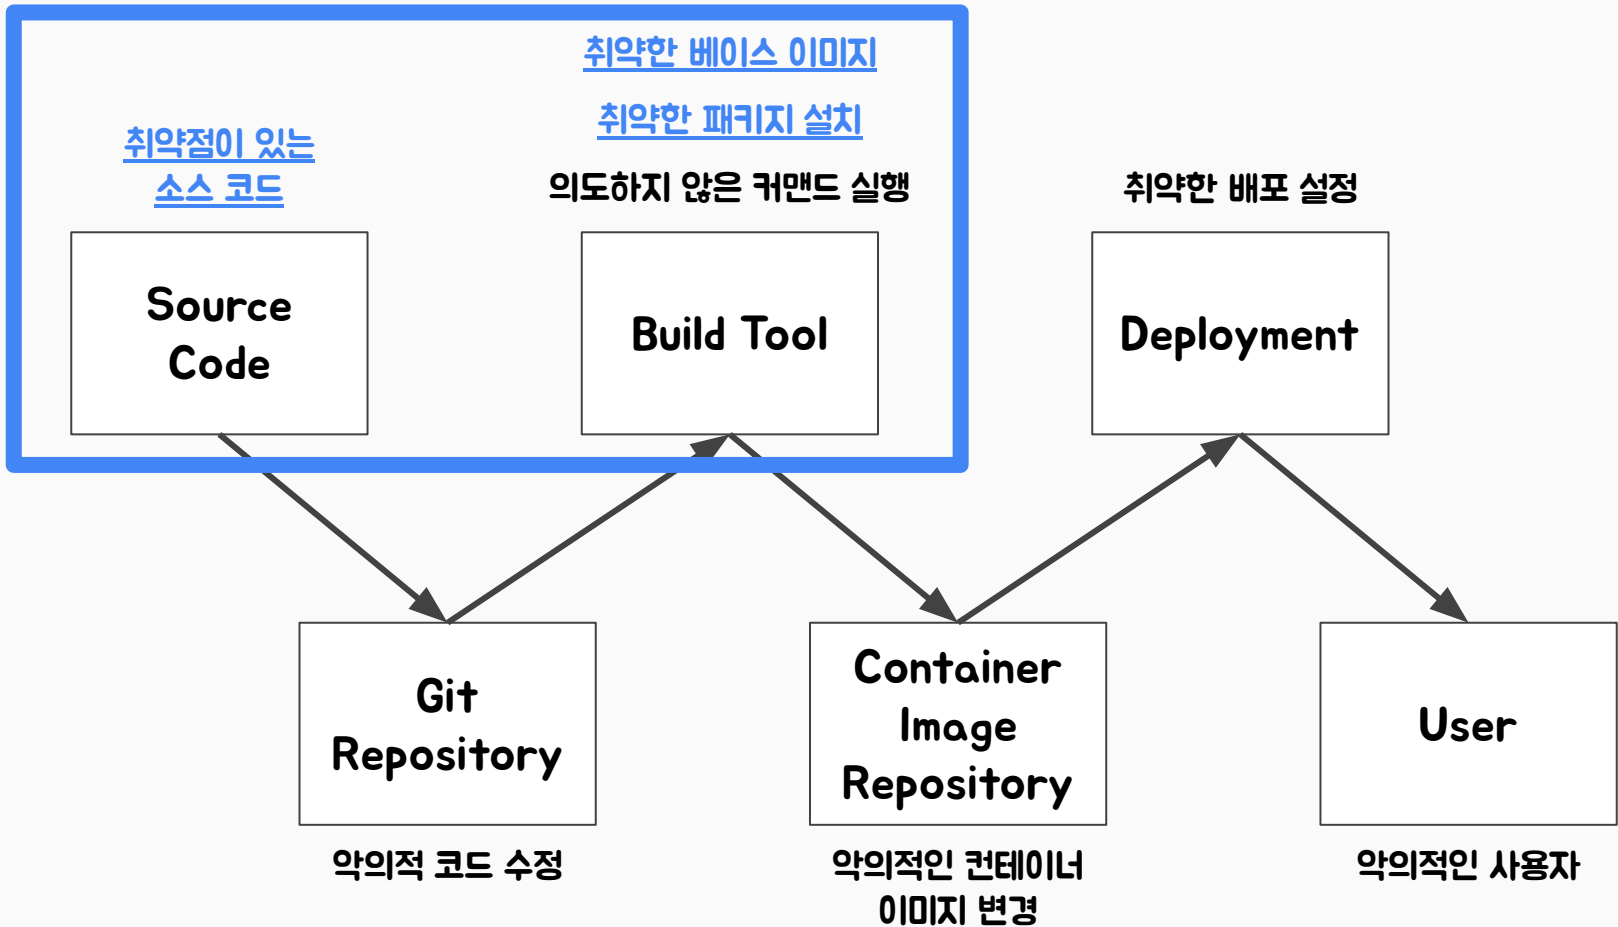 취약한 베이스 이미지
취약한 패키지 설치
취약점이 있는
소스 코드
의도하지 않은 커맨드 실행
취약한 배포 설정
Source
Code
Build Tool
Deployment
Git
Repository
Container
Image
Repository
User
악의적 코드 수정
악의적인 컨테이너
이미지 변경
악의적인 사용자